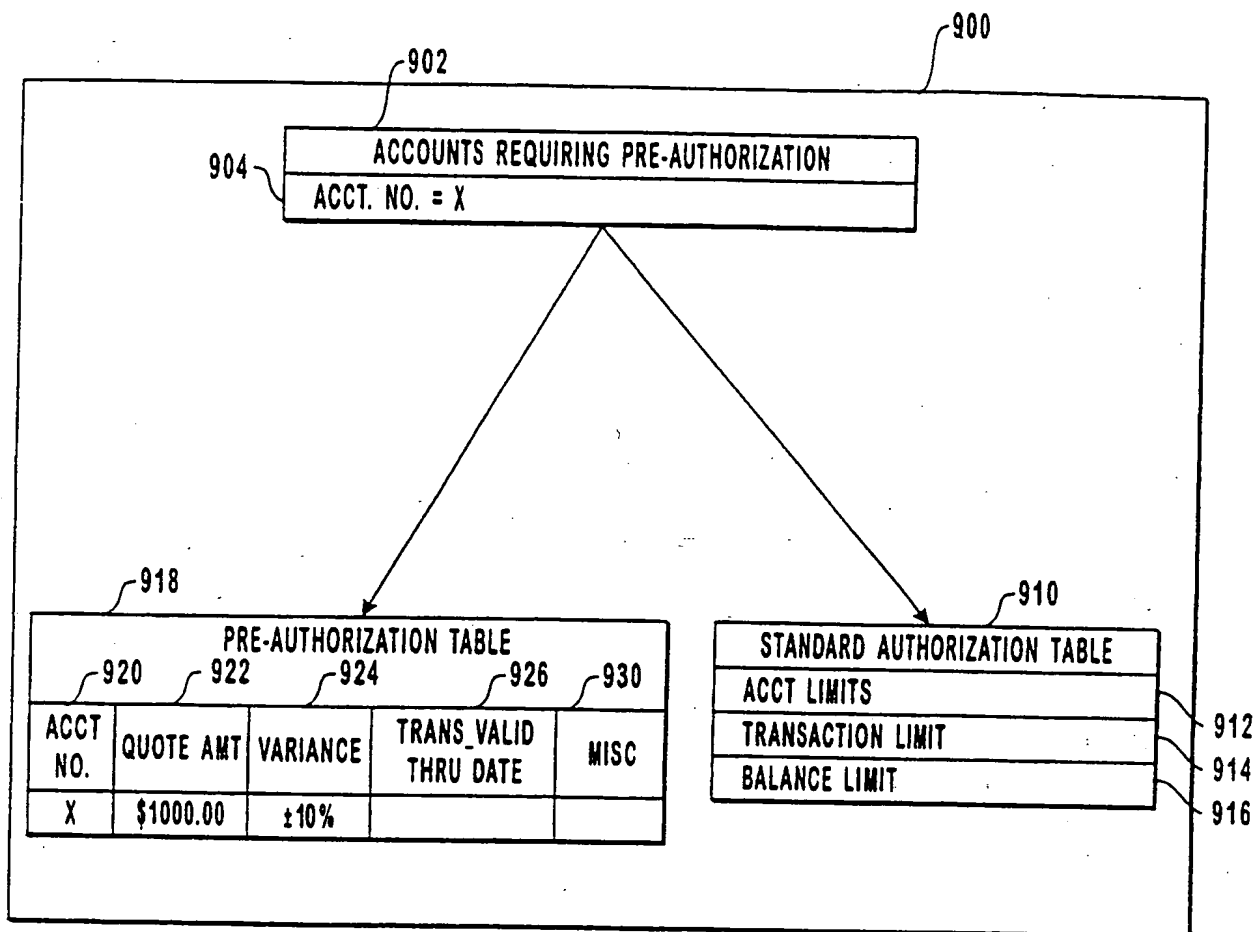 900
902
ACCOUNTS REQUIRING PRE-AUTHORIZATION
904
ACCT. NO. = X
918
PRE-AUTHORIZATION TABLE
920 922 924 926 930
ACCT NO. QUOTE AMT VARIANCE TRANS_VALID THRU DATE MISC
X $1000.00 ±10%
910
STANDARD AUTHORIZATION TABLE
ACCT LIMITS
912
TRANSACTION LIMIT
914
BALANCE LIMIT
916